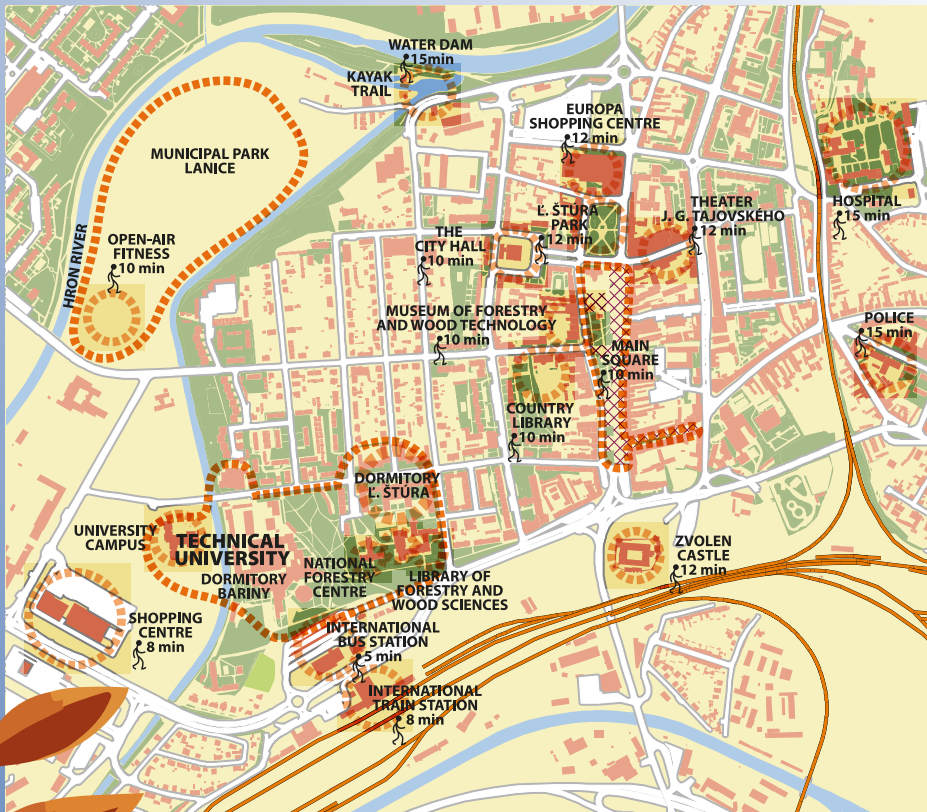 WATER DAM
15min
KAYAK
TRAIL
EUROPA
SHOPPING CENTRE
12 min
MUNICIPAL PARK
LANICE
HOSPITAL
15 min
THEATER
J. G. TAJOVSKÉHO
12 min
Ľ. ŠTÚRA
PARK
12 min
THE
CITY HALL
10 min
OPEN-AIR
FITNESS
10 min
HRON RIVER
MUSEUM OF FORESTRY
AND WOOD TECHNOLOGY
10 min
POLICE
15 min
MAIN
SQUARE
10 min
COUNTRY
LIBRARY
10 min
DORMITORY
Ľ. ŠTÚRA
UNIVERSITY
CAMPUS
TECHNICAL
UNIVERSITY
DORMITORY
BARINY
NATIONAL
FORESTRY
CENTRE
LIBRARY OF
FORESTRY AND
WOOD SCIENCES
ZVOLEN
CASTLE
12 min
SHOPPING
CENTRE
8 min
INTERNATIONAL
BUS STATION
5 min
INTERNATIONAL
TRAIN STATION
8 min